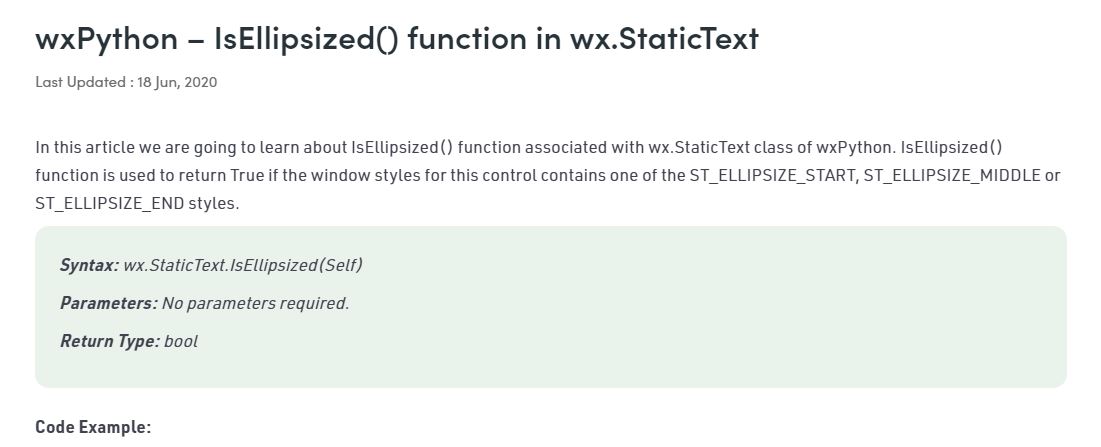 wxPython – IsEllipsized() function in wx.StaticText
Last Updated : 18 Jun, 2020
In this article we are going to learn about IsEllipsized() function associated with wx.StaticText class of wxPython. IsEllipsized()
function is used to return True if the window styles for this control contains one of the ST_ELLIPSIZE_START, ST_ELLIPSIZE_MIDDLE or
ST_ELLIPSIZE_END styles.
Syntax: wx.StaticText.IsEllipsized(Self)
Parameters: No parameters required.
Return Type: bool
Code Example: